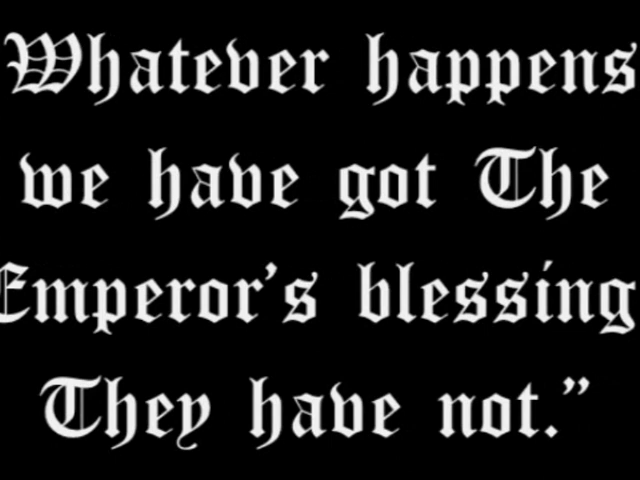 Whatever happens
we have got The
Emperor's blessing
They have not."